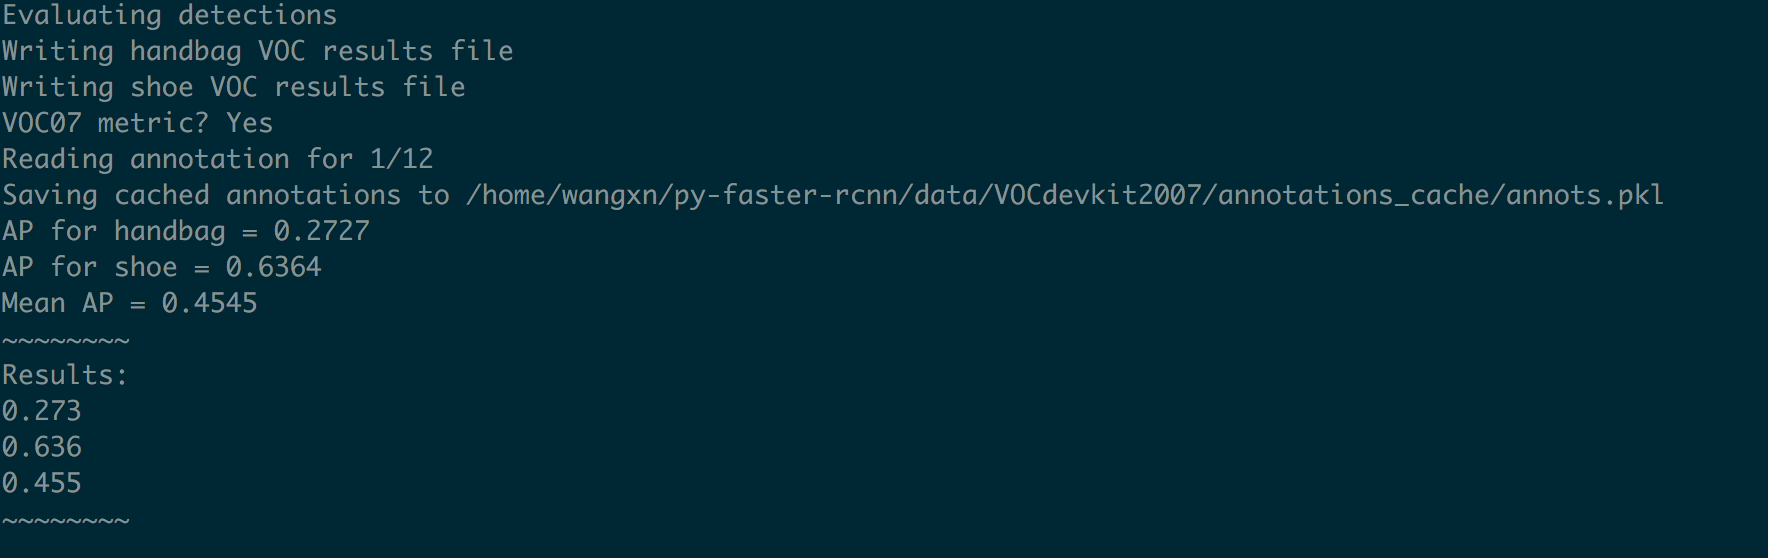 Evaluating detections
Writing handbag VOC results file
Writing shoe VOC results file
VOC07 metric? Yes
Reading annotation for 1/12
Saving cached annotations to /home/wangxn/py-faster-rcnn/data/VOCdevkit2007/annotations_cache/annots.pkl
AP for handbag = 0.2727
AP for shoe = 0.6364
Mean AP = 0.4545
~~~~~~~~
Results:
0.273
0.636
0.455
~~~~~~~~